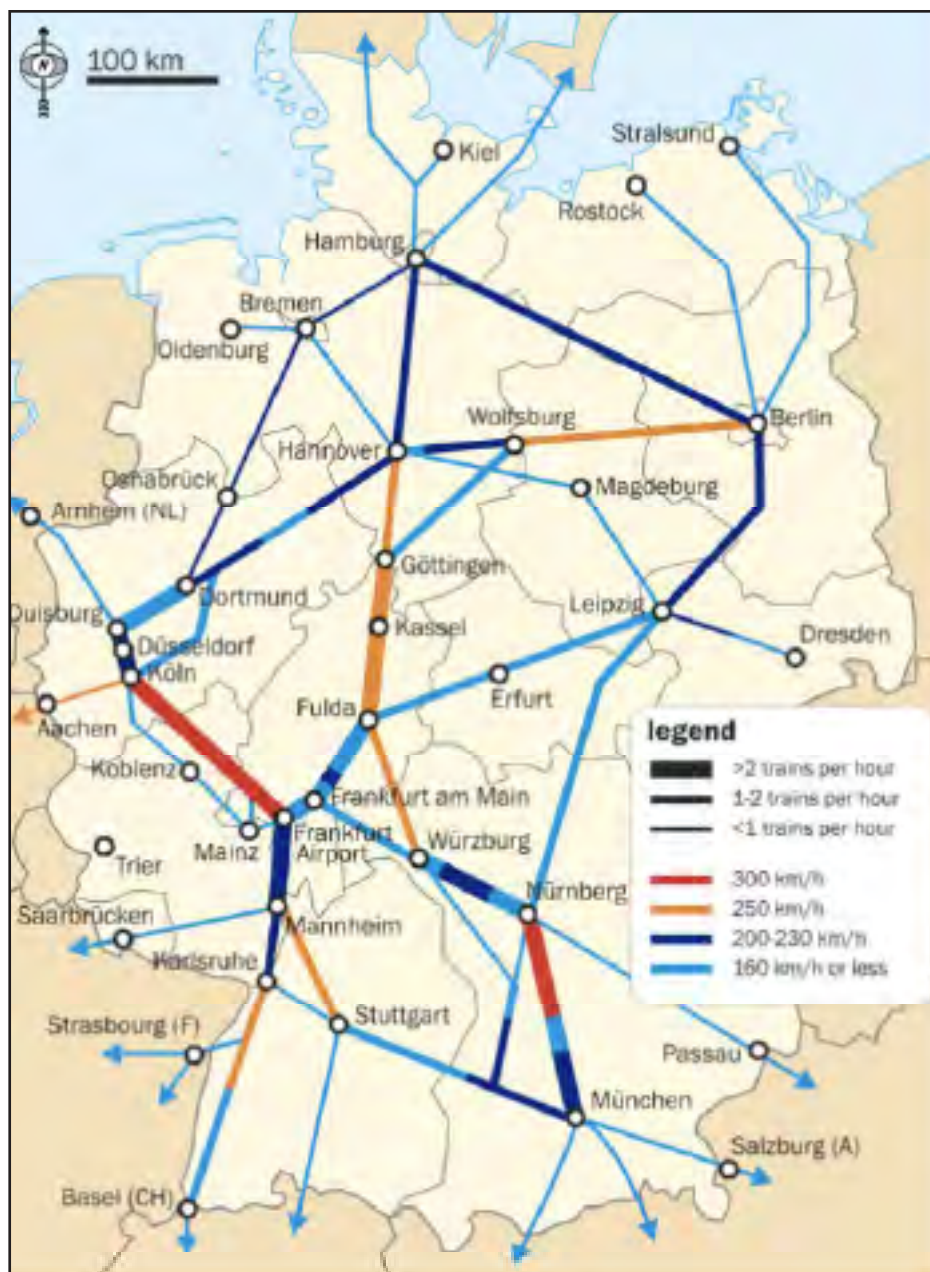 N
100 km
Stralsund
Kiel
Rostock
Hamburg
Bremen
Oldenburg
Wolfsburg
Berlin
Hannover
Osnabrück
Magdeburg
Arnhem (NL)
Göttingen
Dortmund
Leipzig
Duisburg
Kassel
Düsseldorf
Dresden
Köln
Erfurt
Fulda
Aachen
legend
Koblenz
>2 trains per hour
Frankfurt am Main
1-2 trains per hour
Frankfurt
Airport
<1 trains per hour
Mainz
Würzburg
Trier
300 km/h
Nürnberg
250 km/h
Saarbrücken
Mannheim
200-230 km/h
Karlsruhe
160 km/h or less
Stuttgart
Strasbourg (F)
Passau
München
Salzburg (A)
Basel (CH)